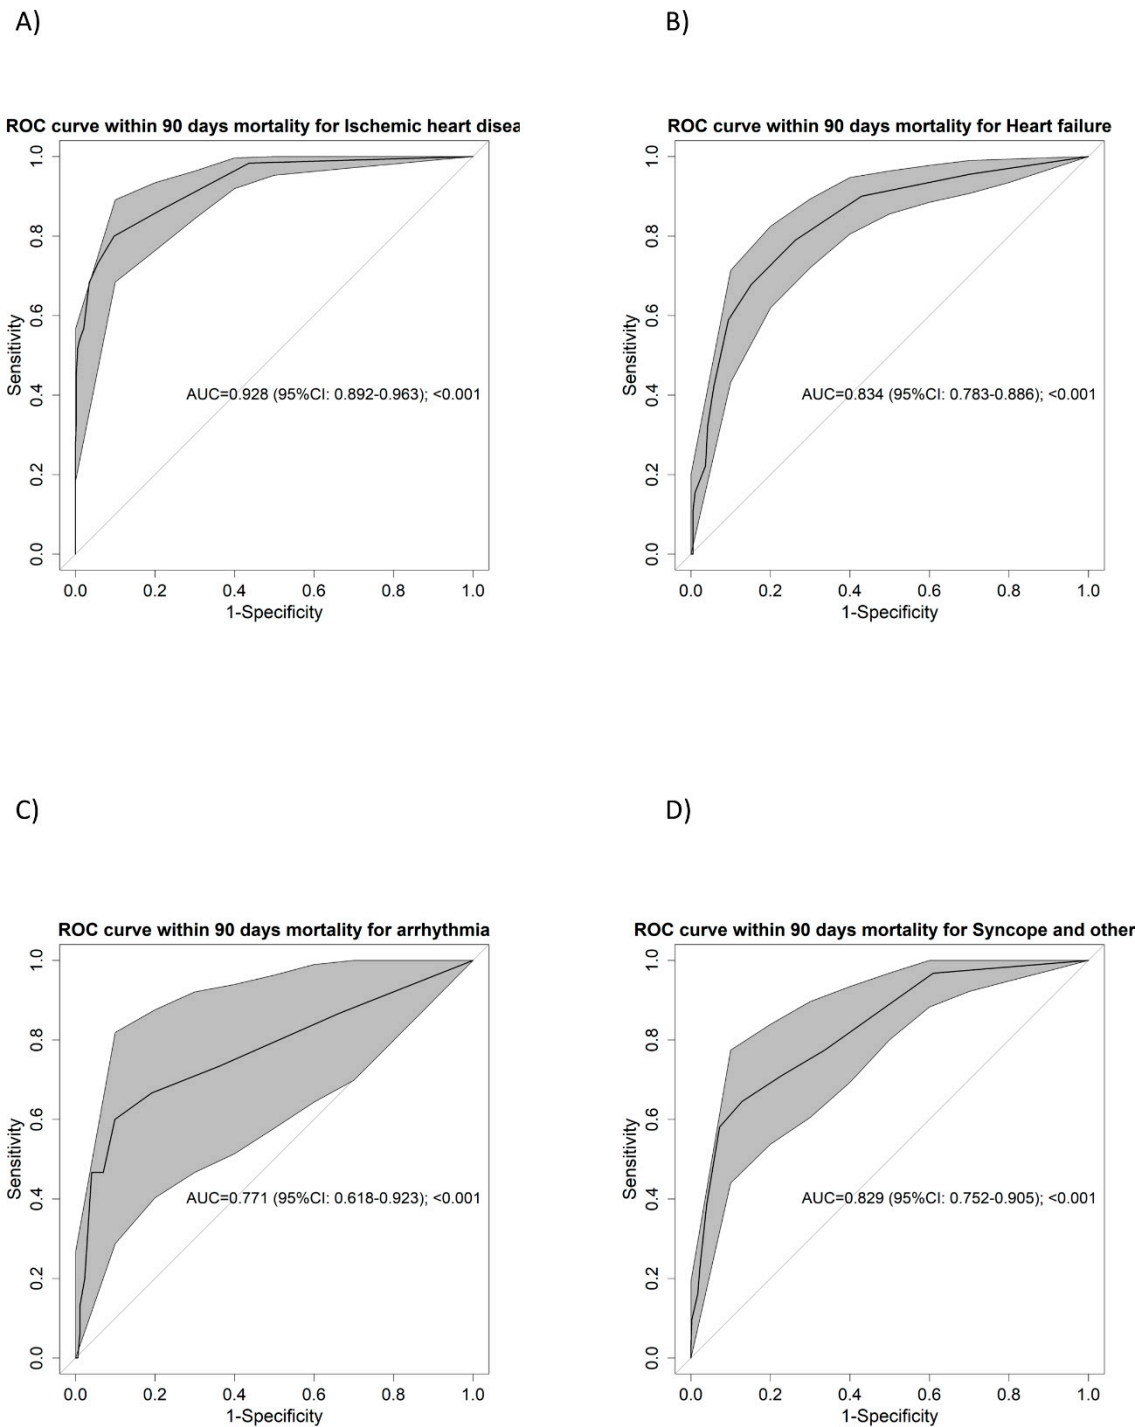 A)
B)
ROC curve within 90 days mortality for Ischemic heart disea
ROC curve within 90 days mortality for Heart failure
Sensitivity
1.0
0.8
0.6
0.4
0.2
0.0
AUC=0.928 (95%CI: 0.892-0.963); <0.001
0.0 0.2 0.4 0.6 0.8 1.0
1-Specificity
Sensitivity
1.0
0.8
0.6
0.4
0.2
0.0
AUC=0.834 (95%CI: 0.783-0.886); <0.001
0.0 0.2 0.4 0.6 0.8 1.0
1-Specificity
C)
D)
ROC curve within 90 days mortality for arrhythmia
ROC curve within 90 days mortality for Syncope and other
Sensitivity
1.0
0.8
0.6
0.4
0.2
0.0
AUC=0.771 (95%CI: 0.618-0.923); <0.001
0.0 0.2 0.4 0.6 0.8 1.0
1-Specificity
Sensitivity
1.0
0.8
0.6
0.4
0.2
0.0
AUC=0.829 (95%CI: 0.752-0.905); <0.001
0.0 0.2 0.4 0.6 0.8 1.0
1-Specificity